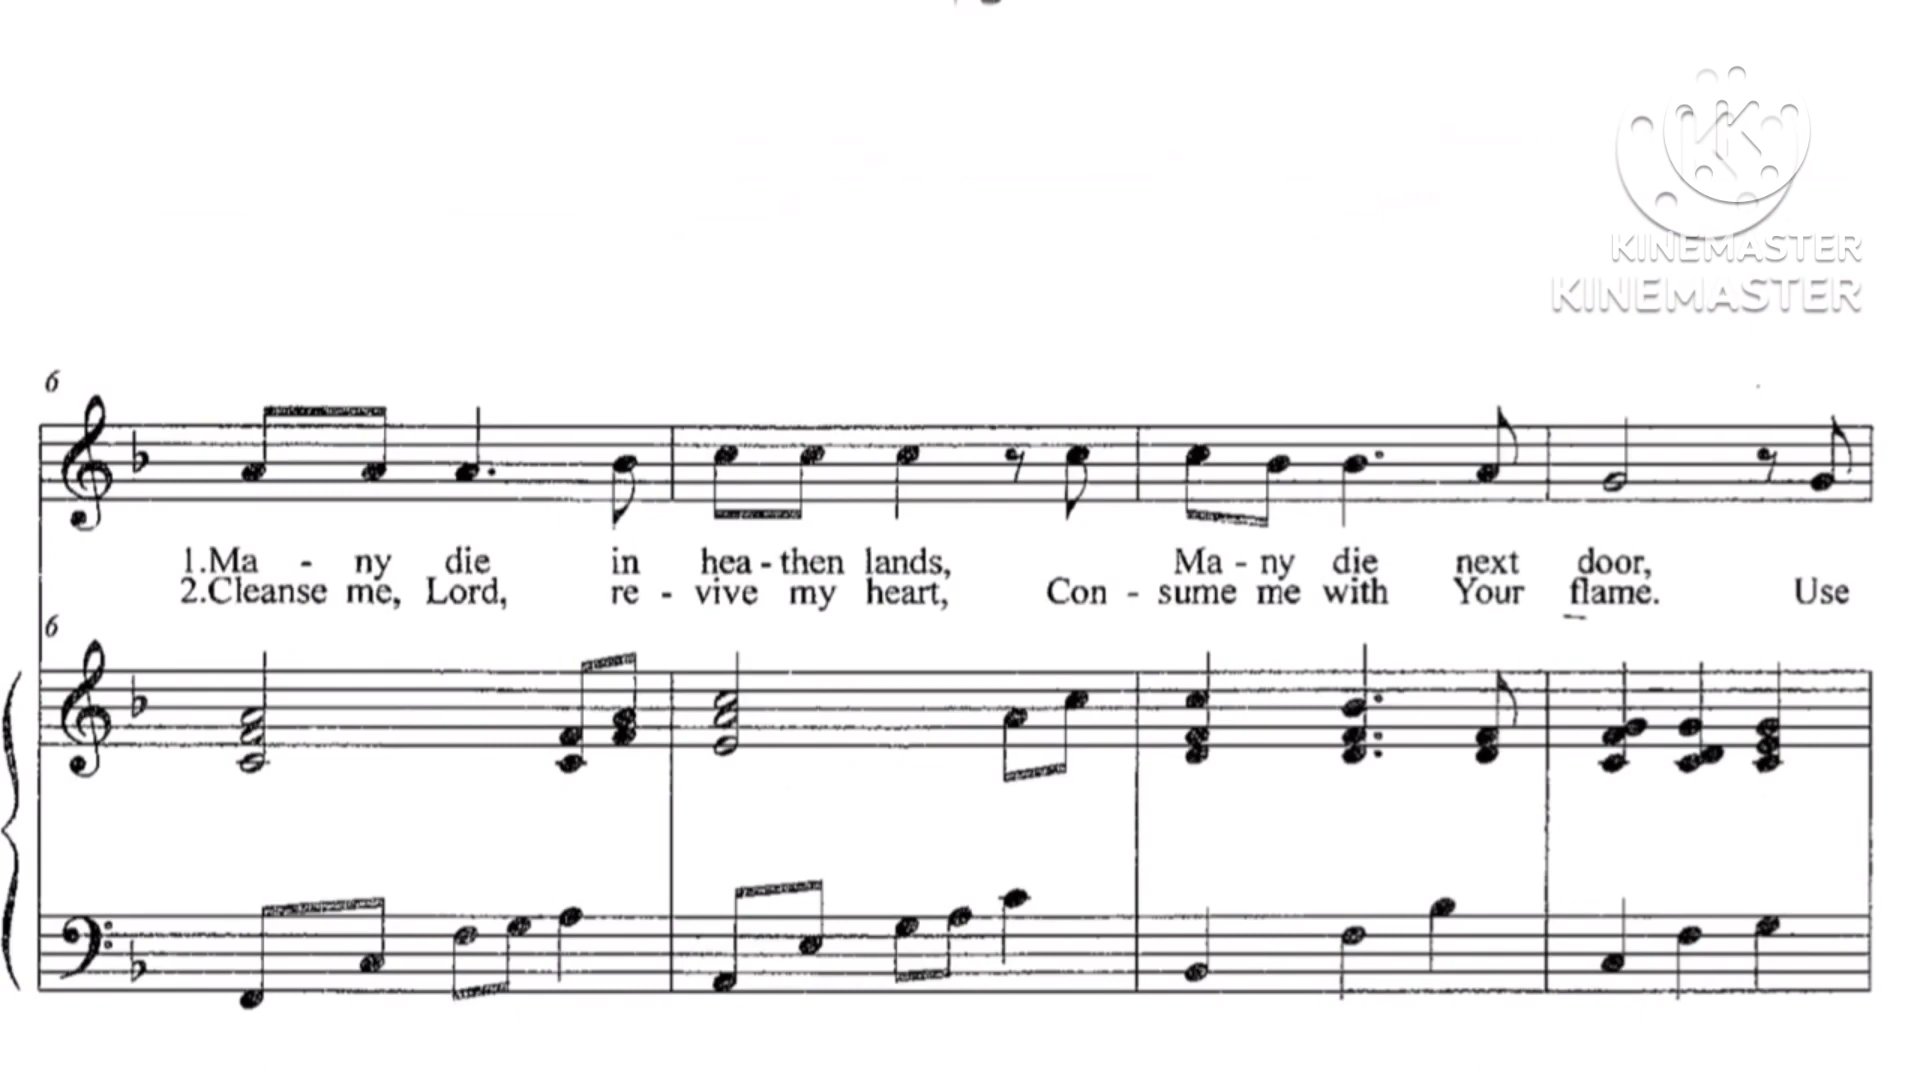 KINEMASTER
KINEMASTER
6
1.Ma - ny die in hea - then lands, Ma - ny die next door,
2.Cleanse me, Lord, re - vive my heart, Con - sume me with Your flame. Use
6